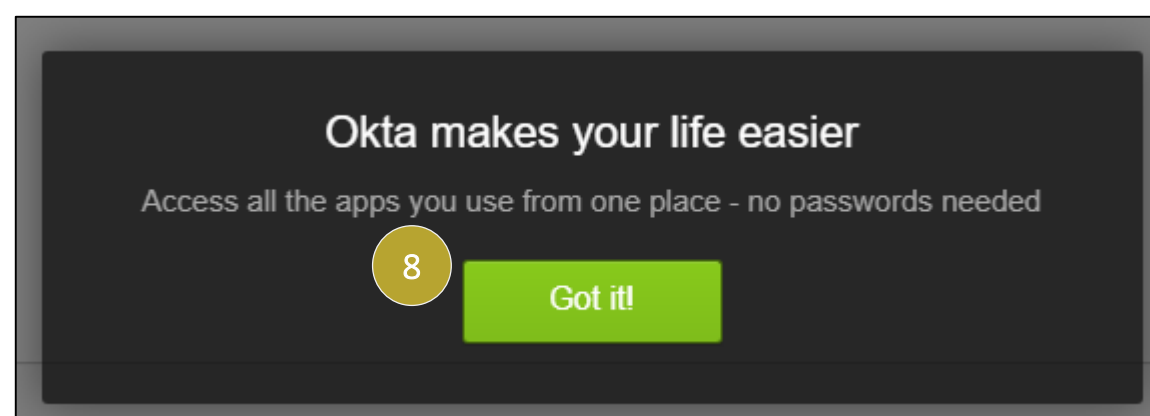 Okta makes your life easier
Access all the apps you use from one place - no passwords needed
8
Got it!